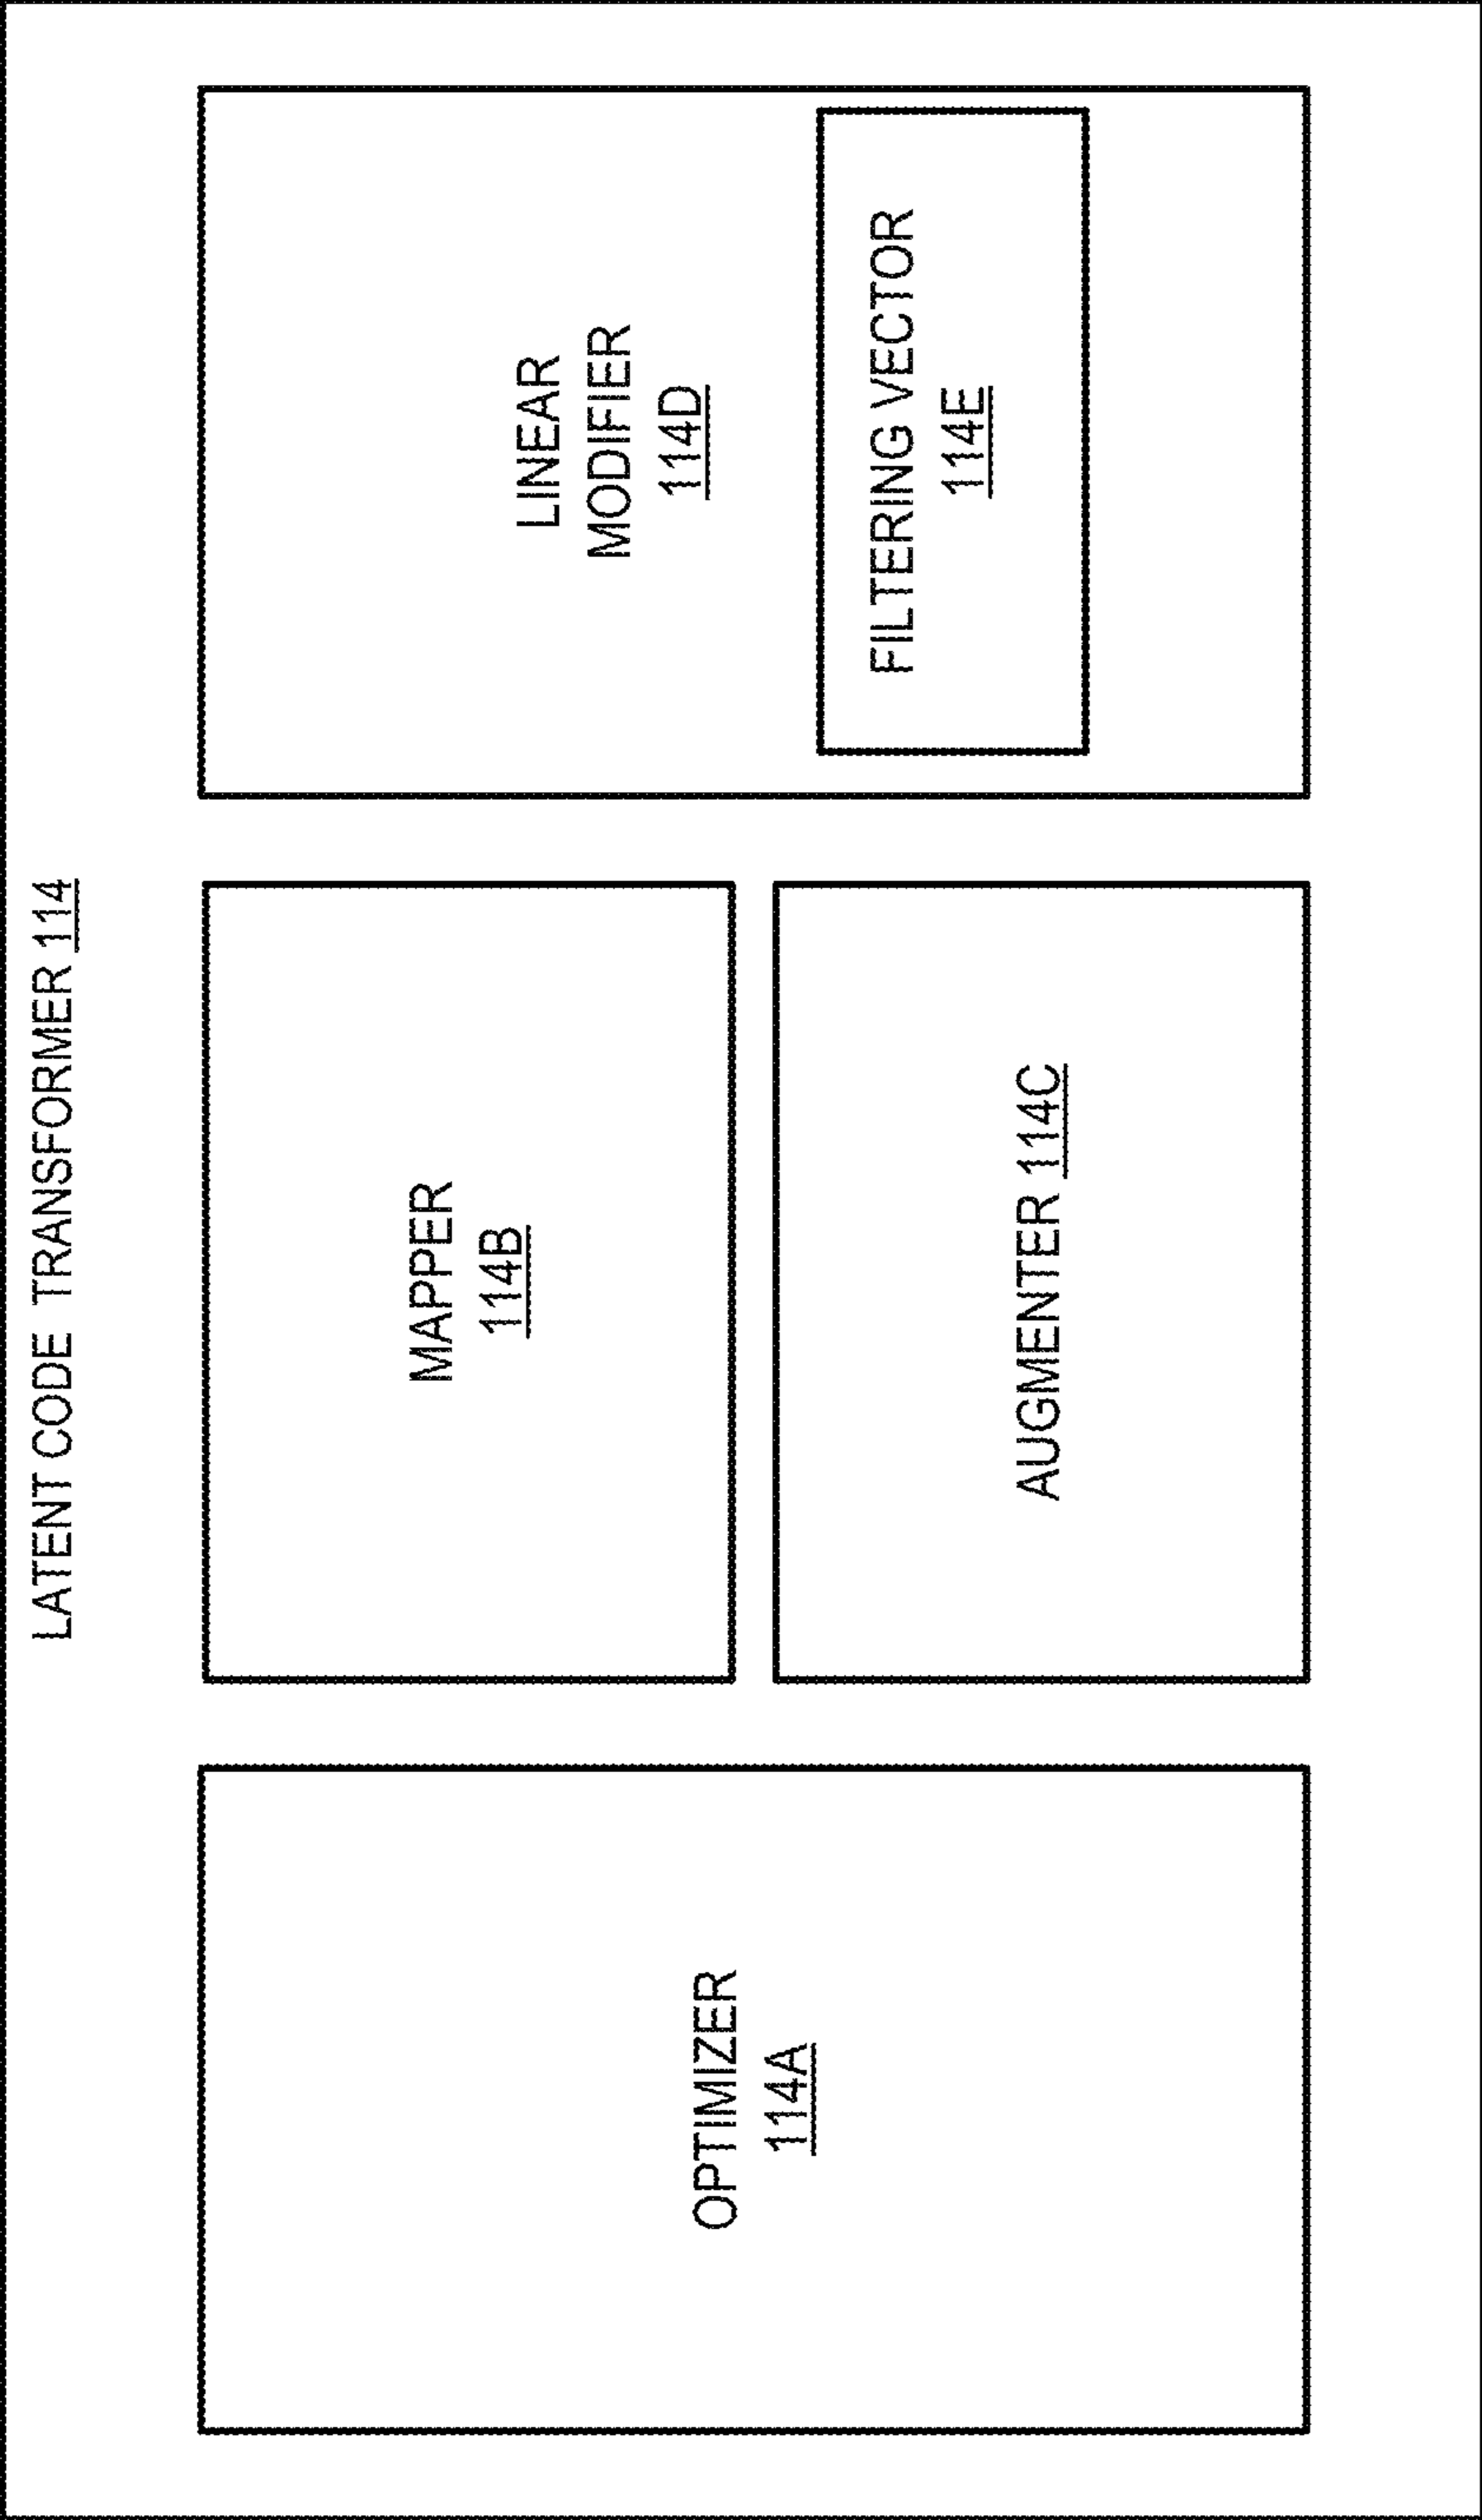 LATENT CODE TRANSFORMER 114
OPTIMIZER
114A
MAPPER
114B
AUGMENTER 114C
LINEAR
MODIFIER
114D
FILTERING VECTOR
114E